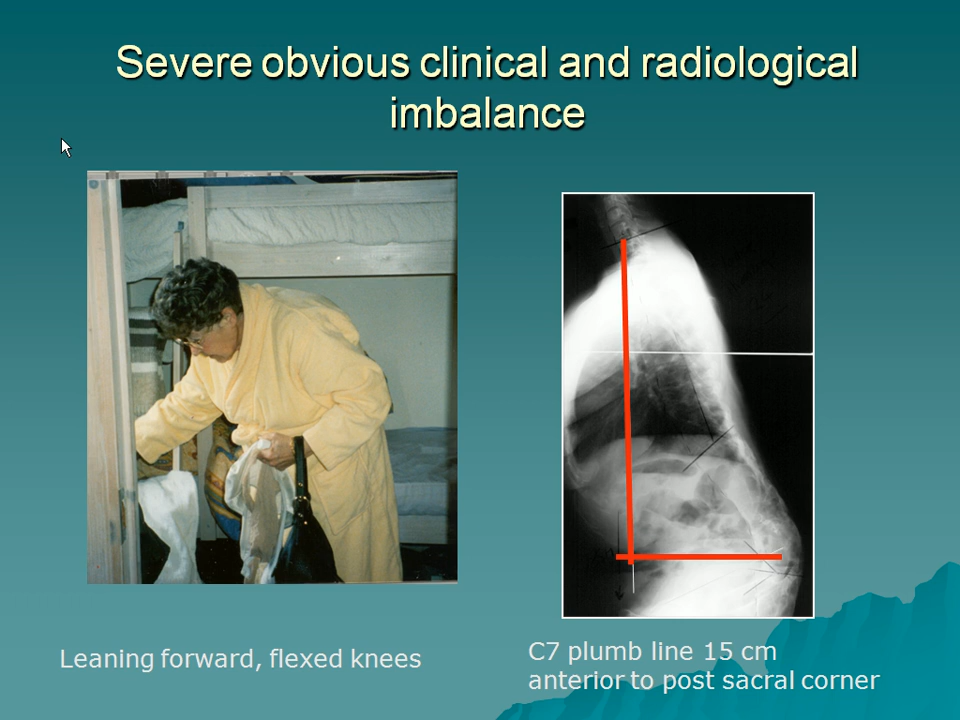 Severe obvious clinical and radiological
imbalance
Leaning forward, flexed knees
C7 plumb line 15 cm
anterior to post sacral corner